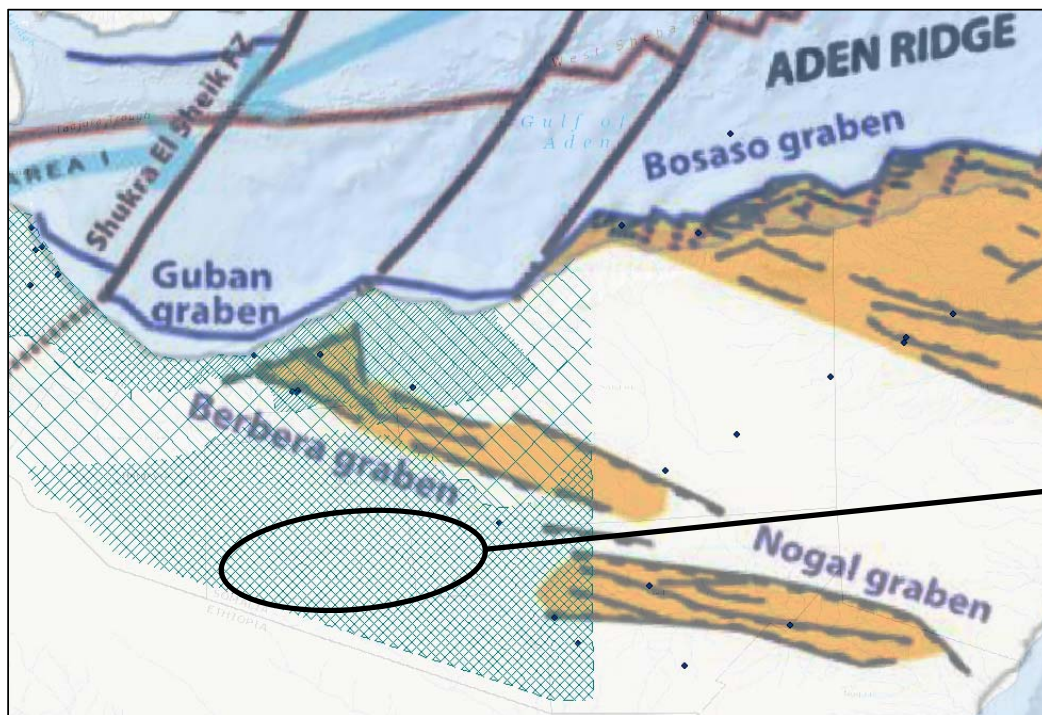 ADEN RIDGE
Gulf of
Aden
Bosaso graben
AREA I
Shukra El Sheik FZ
Guban
graben
Berbera graben
Nogal graben
ETHIOPIA